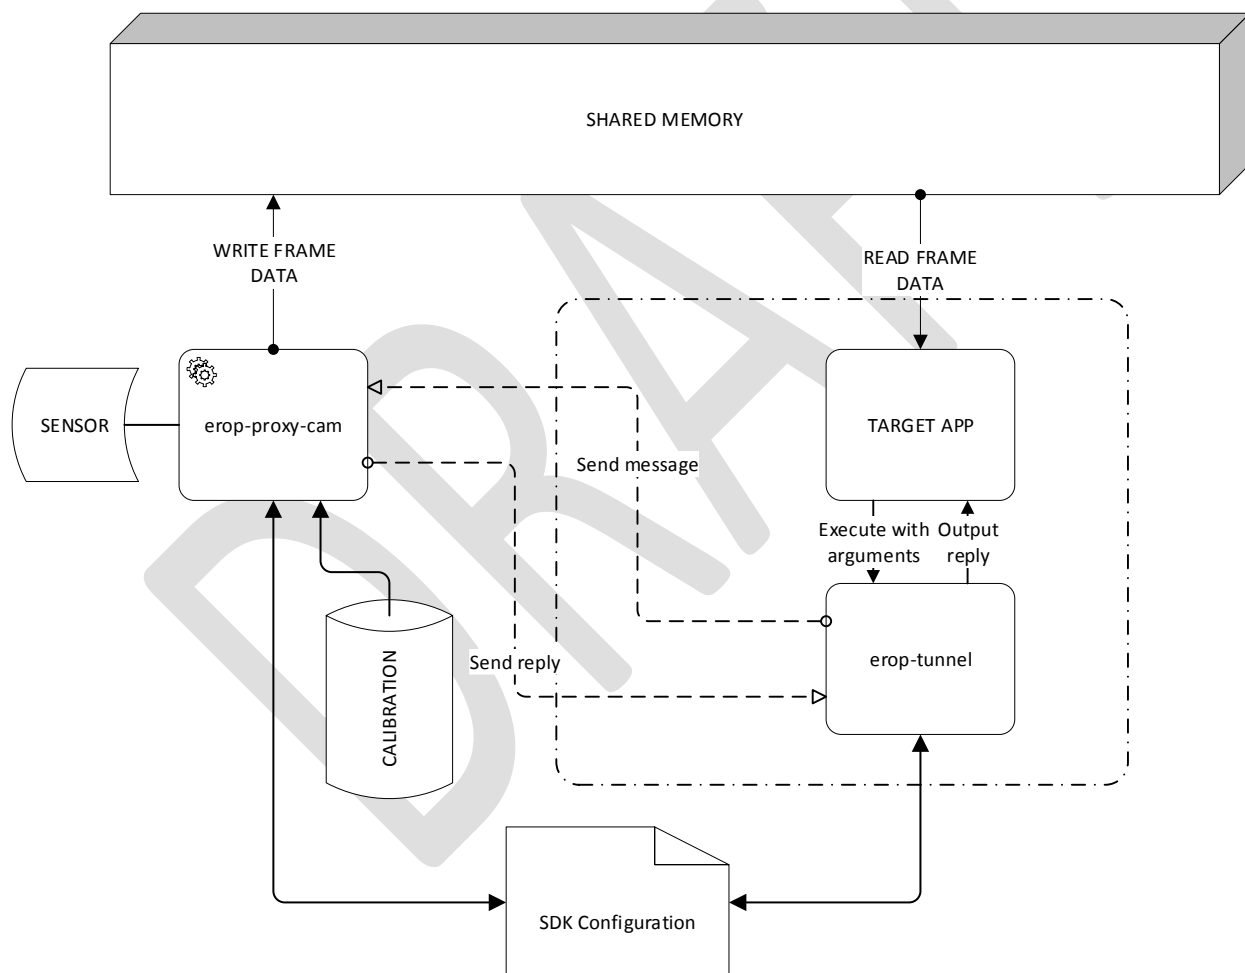 SHARED MEMORY
WRITE FRAME
DATA
READ FRAME
DATA
SENSOR
erop-proxy-cam
TARGET APP
Send message
Execute with
arguments
Output
reply
Send reply
erop-tunnel
CALIBRATION
SDK Configuration
DRAFT